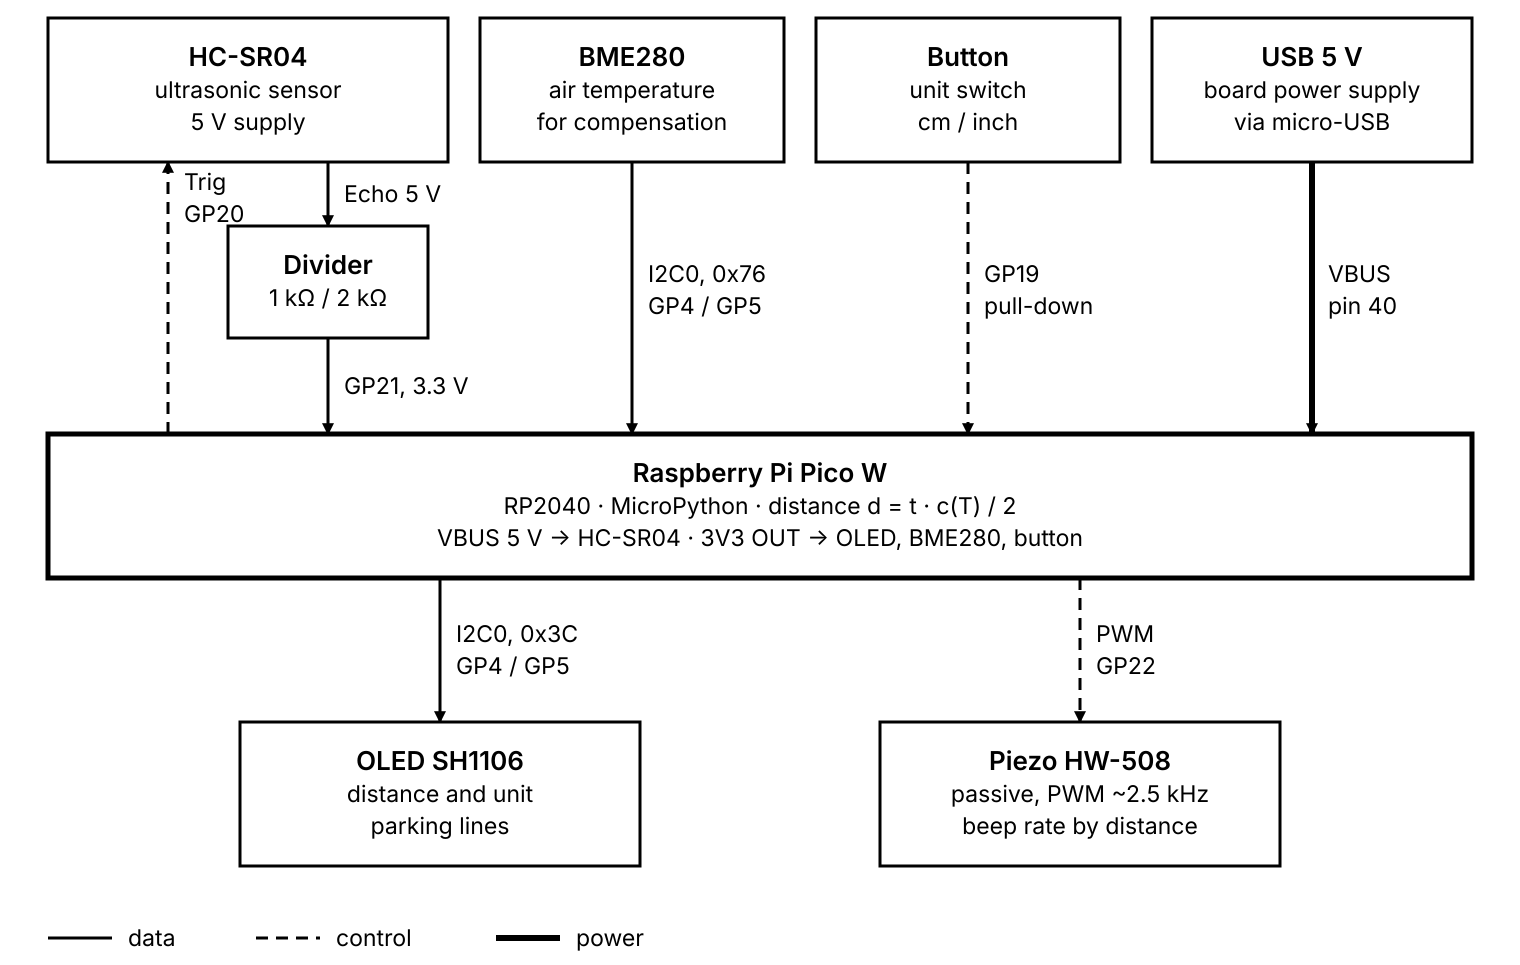 HC-SR04
ultrasonic sensor
5 V supply
BME280
air temperature
for compensation
Button
unit switch
cm / inch
USB 5 V
board power supply
via micro-USB
Trig
GP20
Echo 5 V
Divider
1 kΩ / 2 kΩ
GP21, 3.3 V
I2C0, 0x76
GP4 / GP5
GP19
pull-down
VBUS
pin 40
Raspberry Pi Pico W
RP2040 · MicroPython · distance d = t · c(T) / 2
VBUS 5 V → HC-SR04 · 3V3 OUT → OLED, BME280, button
I2C0, 0x3C
GP4 / GP5
PWM
GP22
OLED SH1106
distance and unit
parking lines
Piezo HW-508
passive, PWM ~2.5 kHz
beep rate by distance
data
control
power